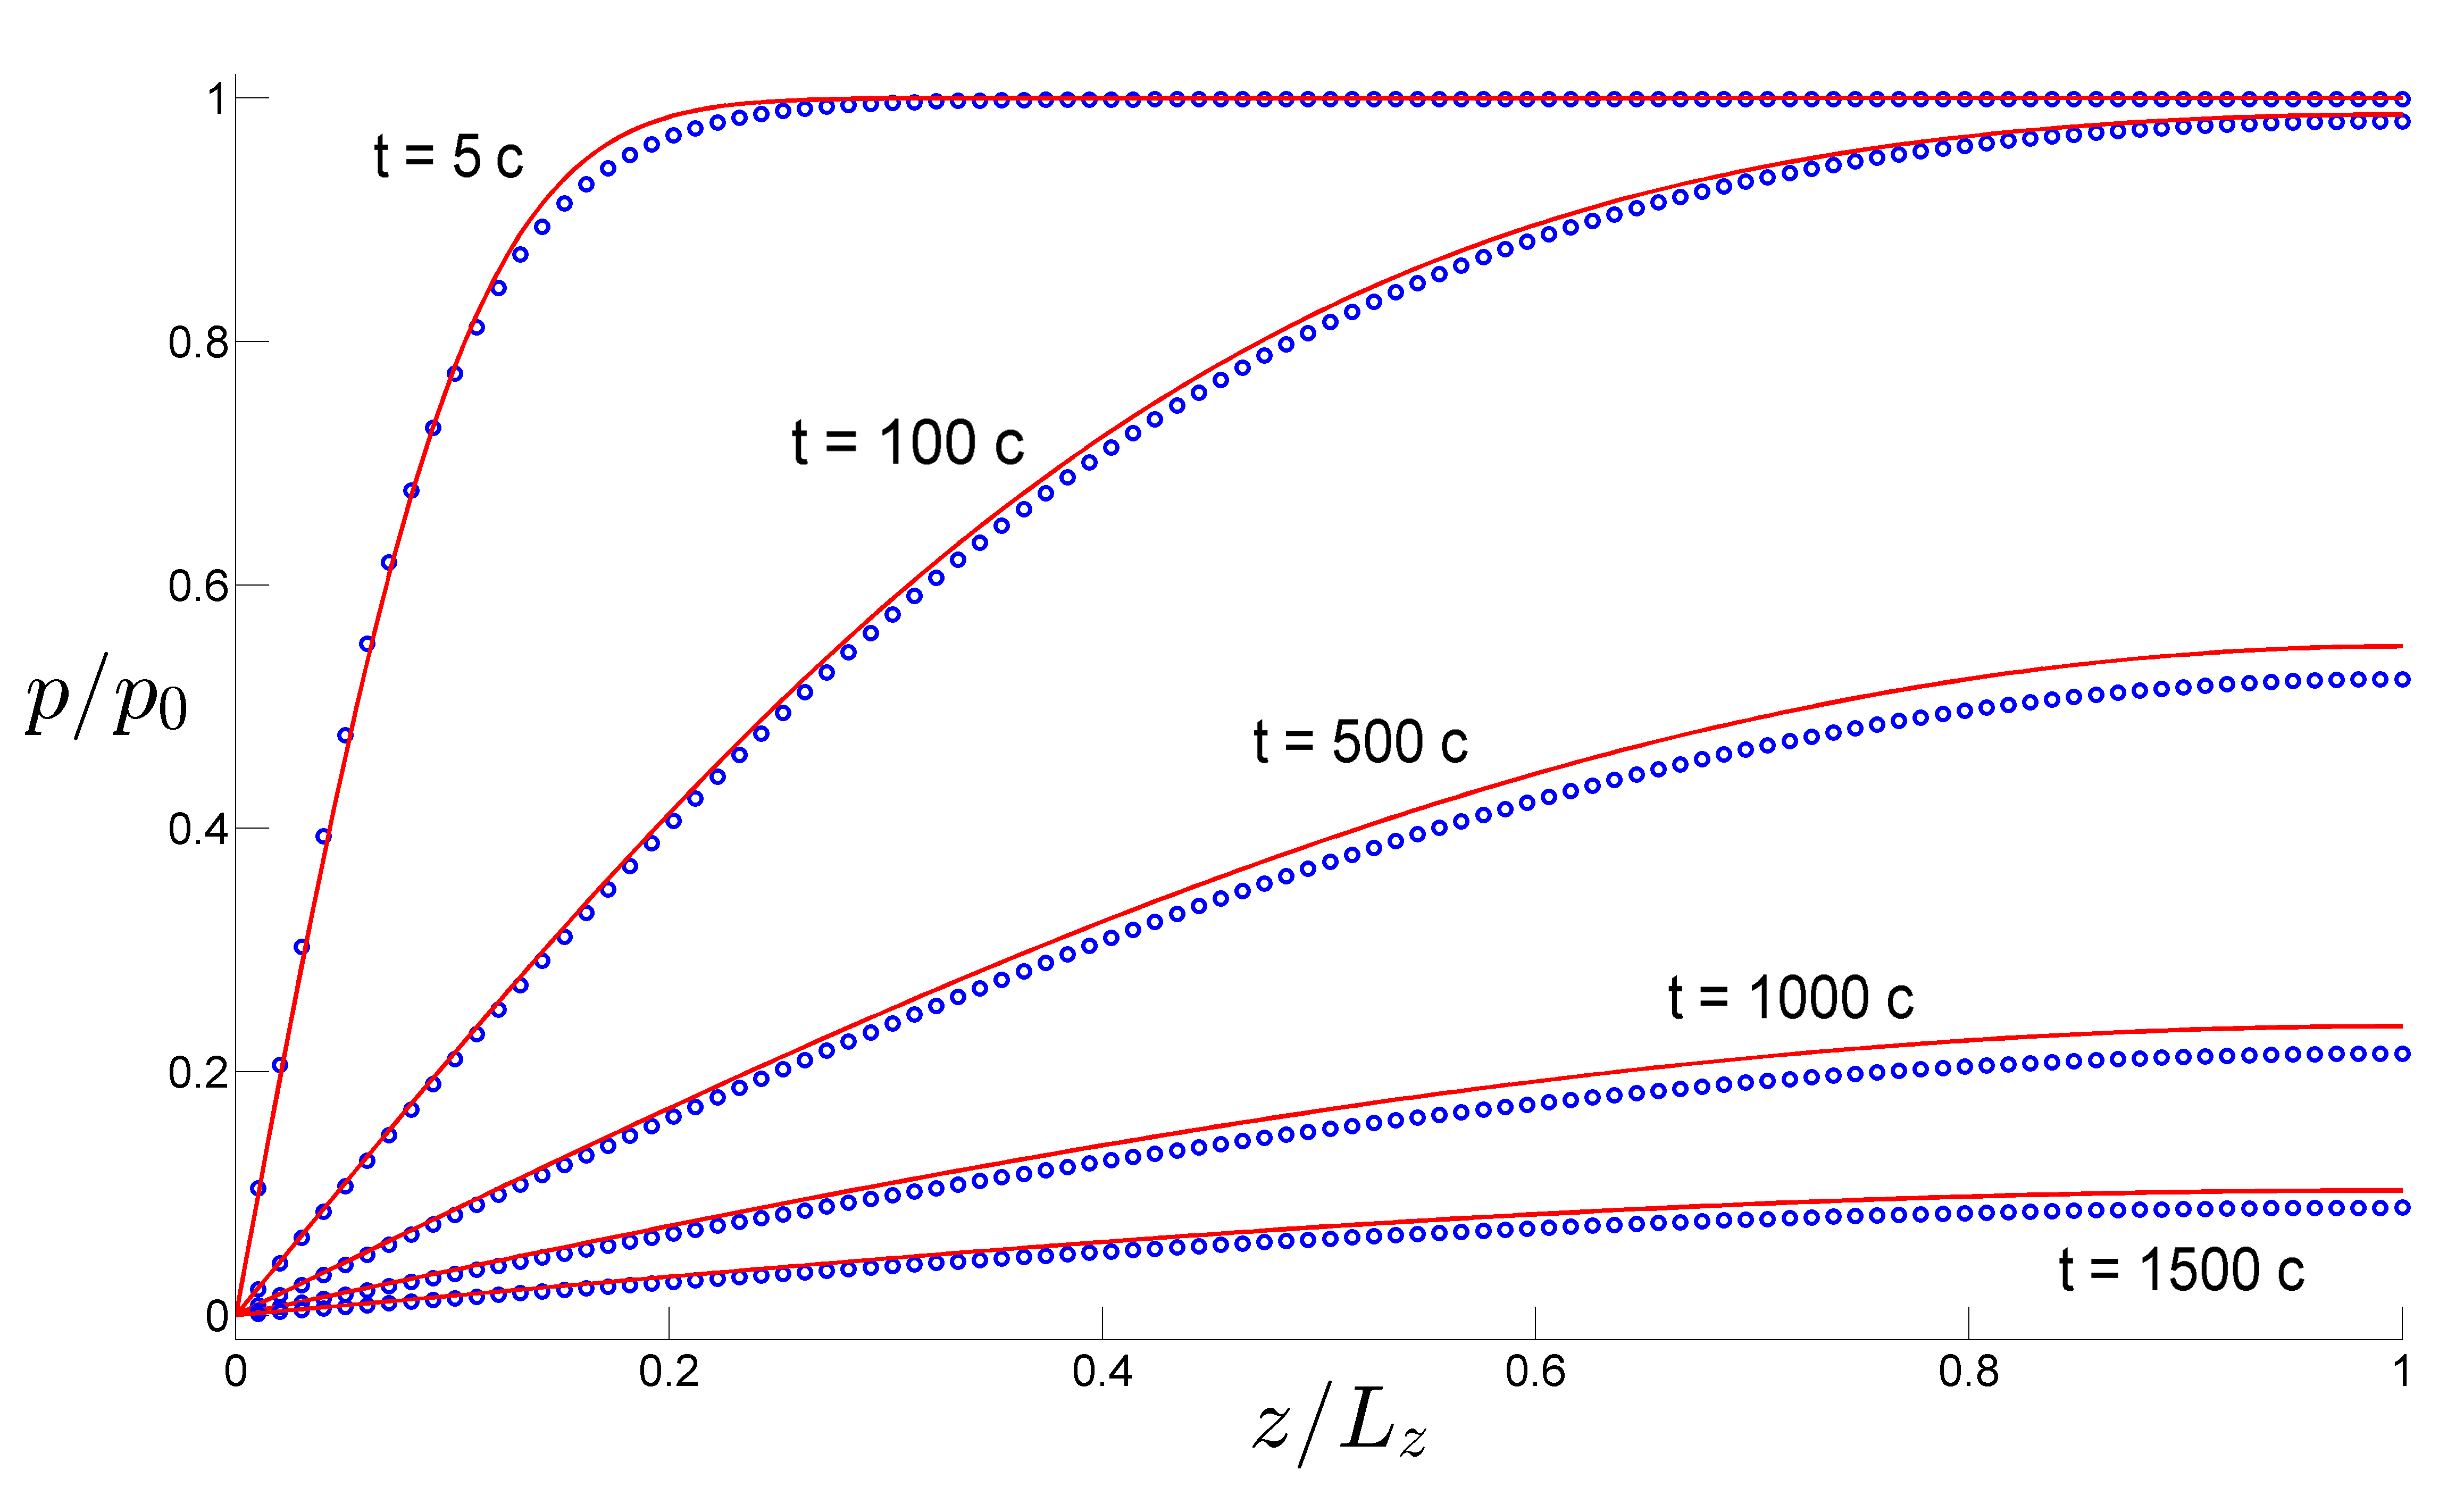 1
t = 5 c
0.8
t = 100 c
0.6
p/p₀
t = 500 c
0.4
t = 1000 c
0.2
t = 1500 c
0
0 0.2 0.4 0.6 0.8 1
z/L_z